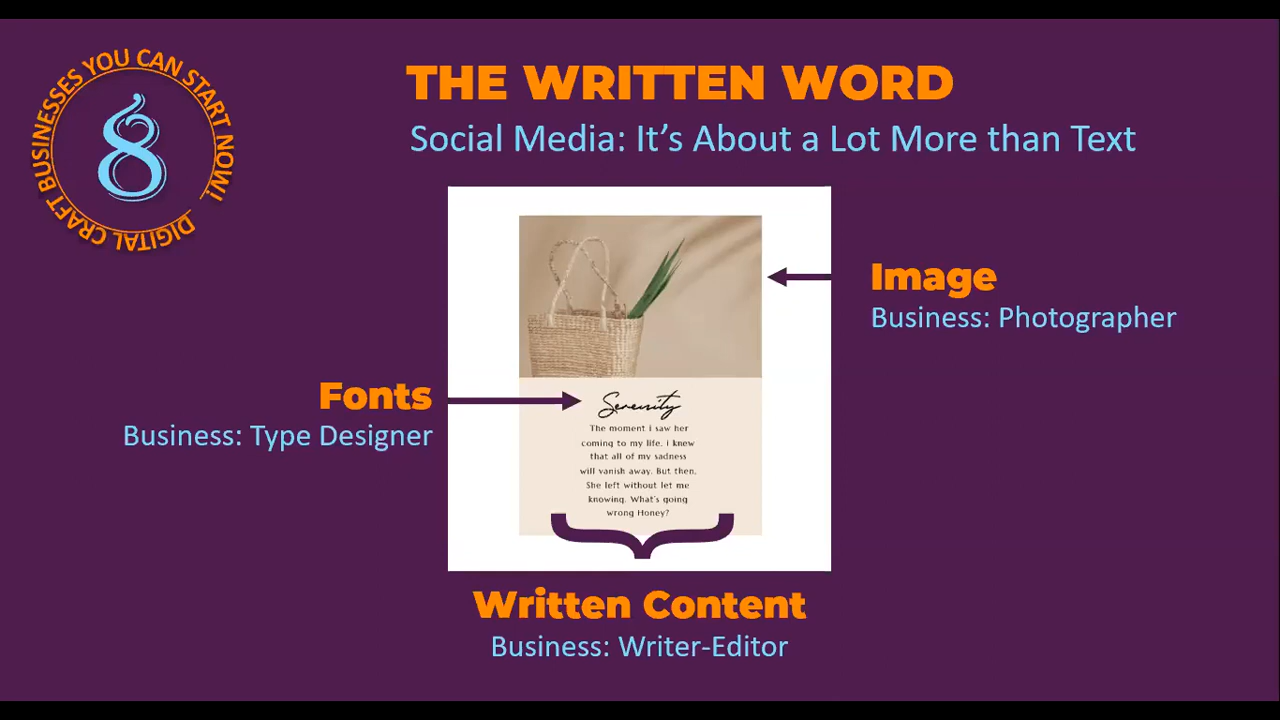 8 DIGITAL CRAFT BUSINESSES YOU CAN START NOW!
THE WRITTEN WORD
Social Media: It's About a Lot More than Text
Image
Business: Photographer
Fonts
Business: Type Designer
Serenity
The moment i saw her
coming to my life, i knew
that all of my sadness
will vanish away. But then,
She left without let me
knowing. What's going
wrong Honey?
Written Content
Business: Writer-Editor